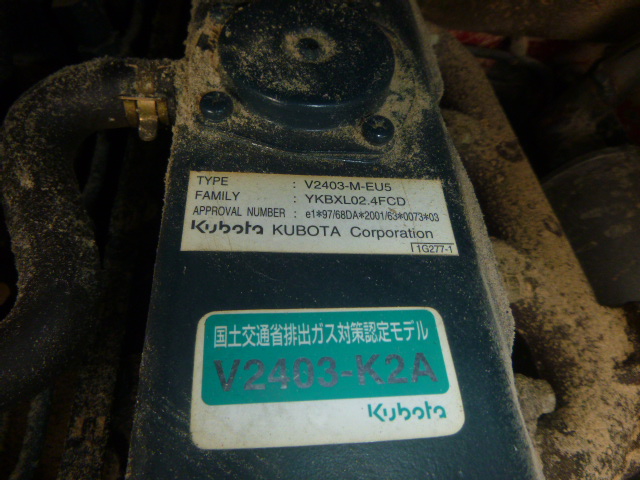 TYPE : V2403-M-EU5
FAMILY : YKBXL02.4FCD
APPROVAL NUMBER : e1*97/68DA*2001/63*0073*03
Kubota KUBOTA Corporation
1G277-1
国土交通省排出ガス対策認定モデル
V2403-K2A
Kubota